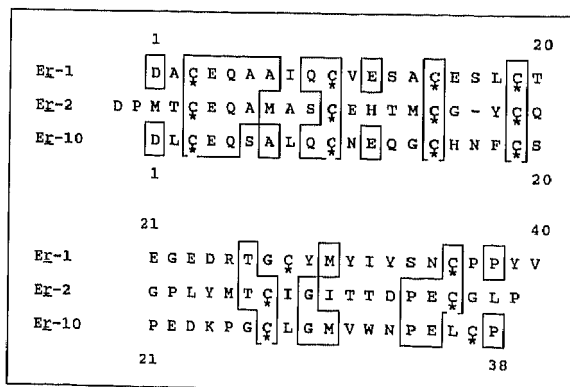 1 20
Er-1 D A C E Q A A I Q C V E S A C E S L C T
Er-2 D P M T C E Q A M A S C E H T M C G - Y C Q
Er-10 D L C E Q S A L Q C N E Q G C H N F C S
1 20
21 40
Er-1 E G E D R T G C Y M Y I Y S N C P P Y V
Er-2 G P L Y M T C I G I T T D P E C G L P
Er-10 P E D K P G C L G M V W N P E L C P
21 38